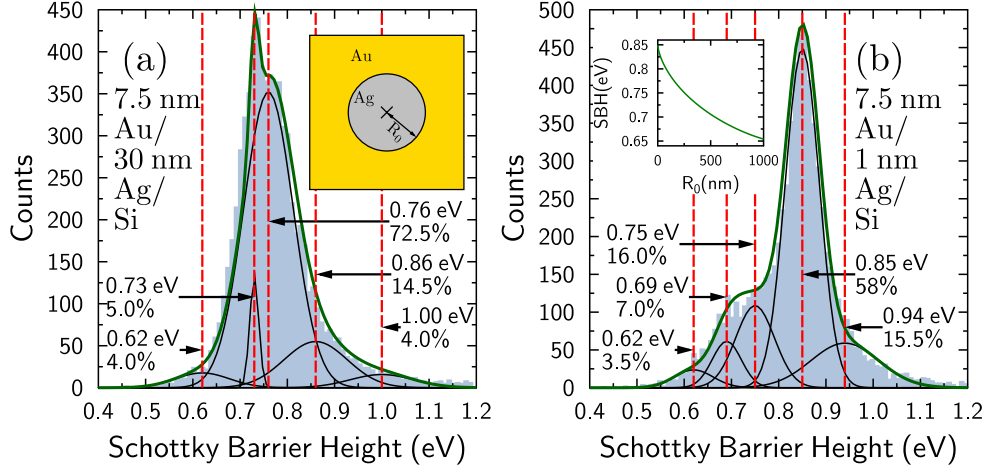 (a)
7.5 nm
Au/
30 nm
Ag/
Si
Au
Ag
R0
0.76 eV
72.5%
0.86 eV
14.5%
0.73 eV
5.0%
1.00 eV
4.0%
0.62 eV
4.0%
Counts
450
400
350
300
250
200
150
100
50
0
0.4 0.5 0.6 0.7 0.8 0.9 1.0 1.1 1.2
Schottky Barrier Height (eV)
(b)
7.5 nm
Au/
1 nm
Ag/
Si
SBH(eV)
0.85
0.80
0.75
0.70
0.65
0 500 1000
R0(nm)
0.75 eV
16.0%
0.69 eV
7.0%
0.85 eV
58%
0.62 eV
3.5%
0.94 eV
15.5%
Counts
500
450
400
350
300
250
200
150
100
50
0
0.4 0.5 0.6 0.7 0.8 0.9 1.0 1.1 1.2
Schottky Barrier Height (eV)